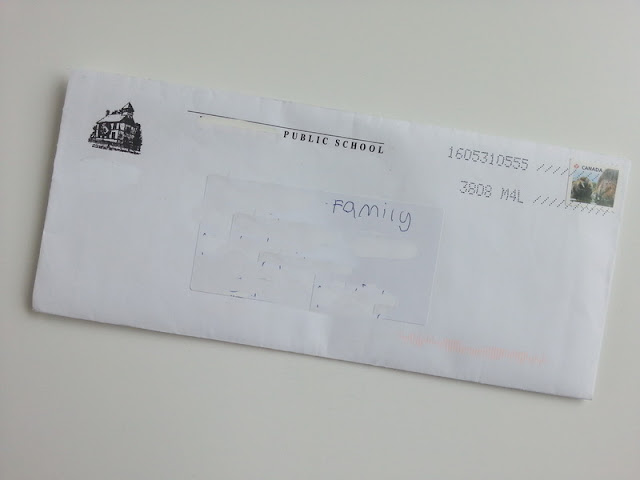 PUBLIC SCHOOL
1605310555
CANADA
3808 M4L
Family